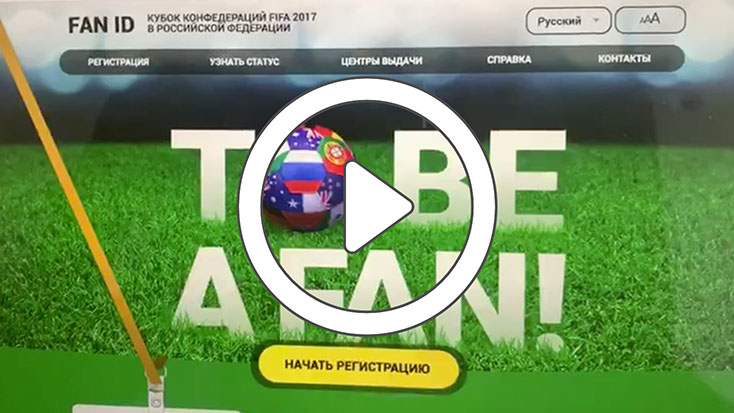 FAN ID
КУБОК КОНФЕДЕРАЦИЙ FIFA 2017
В РОССИЙСКОЙ ФЕДЕРАЦИИ
Русский
AAA
РЕГИСТРАЦИЯ УЗНАТЬ СТАТУС ЦЕНТРЫ ВЫДАЧИ СПРАВКА КОНТАКТЫ
TO BE
A FAN!
НАЧАТЬ РЕГИСТРАЦИЮ